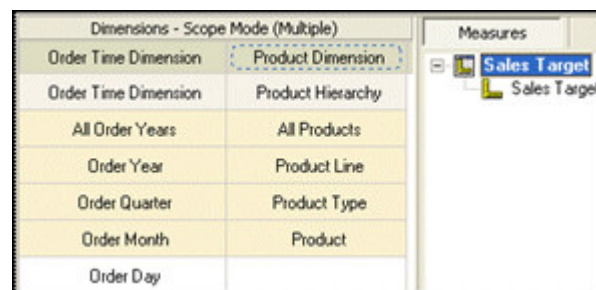 Dimensions - Scope Mode (Multiple)
Measures
Order Time Dimension Product Dimension
Sales Target
Order Time Dimension Product Hierarchy
Sales Targe
All Order Years All Products
Order Year Product Line
Order Quarter Product Type
Order Month Product
Order Day